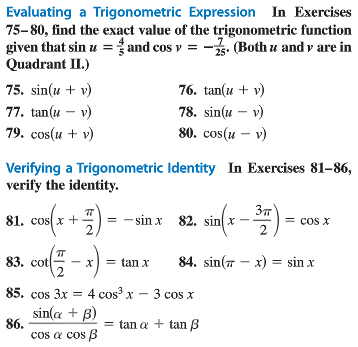 Evaluating a Trigonometric Expression In Exercises
75–80, find the exact value of the trigonometric function
given that sin u = 4/5 and cos v = −7/25. (Both u and v are in
Quadrant II.)
75. sin(u + v) 76. tan(u + v)
77. tan(u − v) 78. sin(u − v)
79. cos(u + v) 80. cos(u − v)
Verifying a Trigonometric Identity In Exercises 81–86,
verify the identity.
81. cos(x + π/2) = −sin x 82. sin(x − 3π/2) = cos x
83. cot(π/2 − x) = tan x 84. sin(π − x) = sin x
85. cos 3x = 4 cos³ x − 3 cos x
86. sin(α + β)/cos α cos β = tan α + tan β